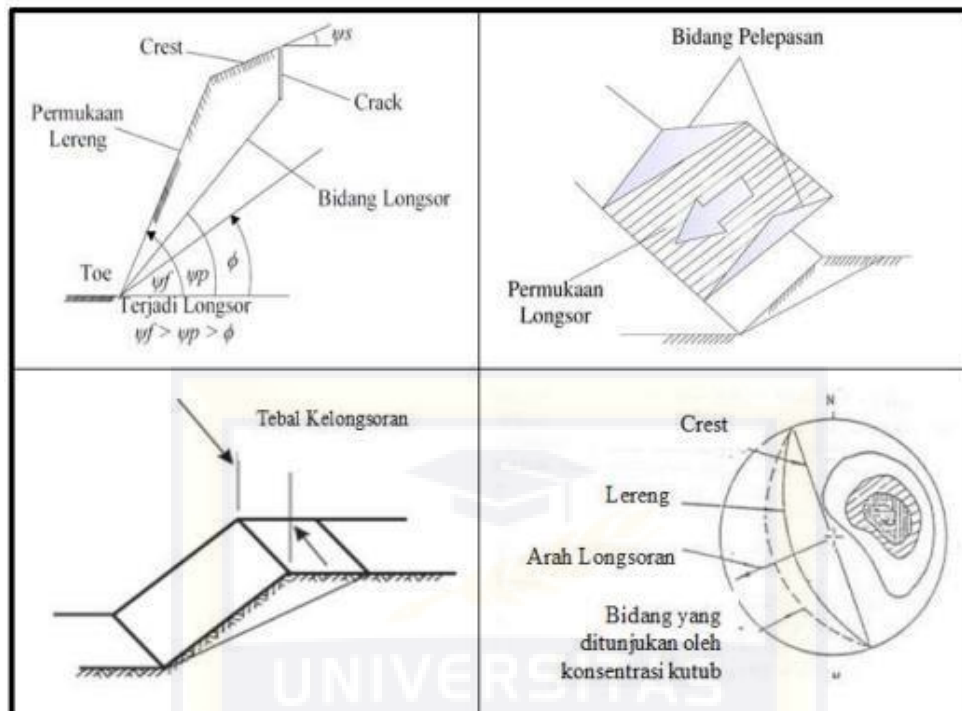 Crest
ψs
Crack
Permukaan
Lereng
Bidang Longsor
Toe
ψf
ψp
ϕ
Terjadi Longsor
ψf > ψp > ϕ
Bidang Pelepasan
Permukaan
Longsor
Tebal Kelongsoran
N
Crest
Lereng
Arah Longsoran
Bidang yang
ditunjukan oleh
konsentrasi kutub
UNIVERSITAS